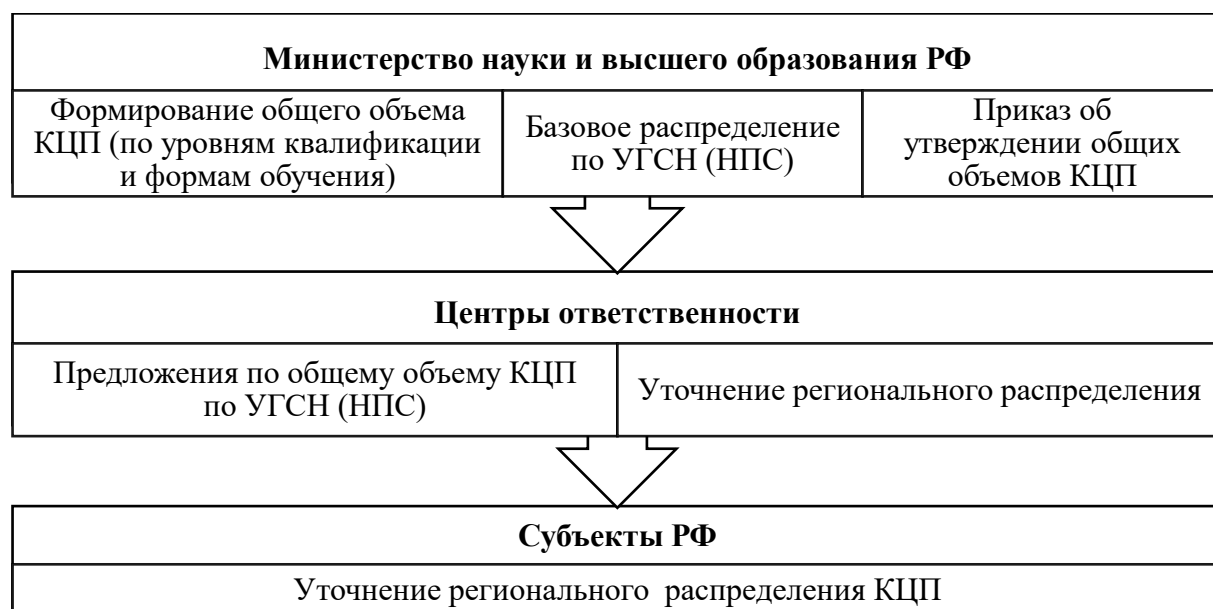 Министерство науки и высшего образования РФ
Формирование общего объема
КЦП (по уровням квалификации
и формам обучения)
Базовое распределение
по УГСН (НПС)
Приказ об
утверждении общих
объемов КЦП
Центры ответственности
Предложения по общему объему КЦП
по УГСН (НПС)
Уточнение регионального распределения
Субъекты РФ
Уточнение регионального распределения КЦП